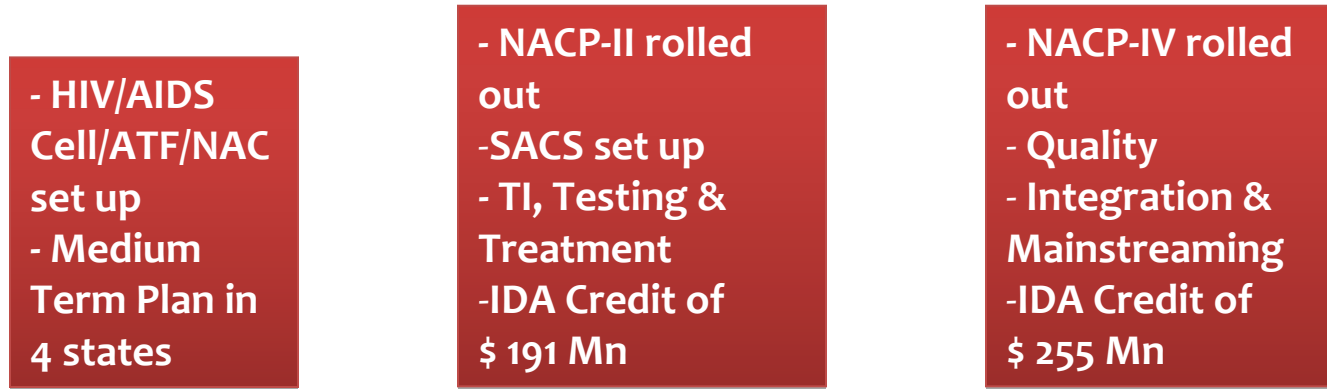 - HIV/AIDS
Cell/ATF/NAC
set up
- Medium
Term Plan in
4 states
- NACP-II rolled
out
-SACS set up
- TI, Testing &
Treatment
-IDA Credit of
$ 191 Mn
- NACP-IV rolled
out
- Quality
- Integration &
Mainstreaming
-IDA Credit of
$ 255 Mn